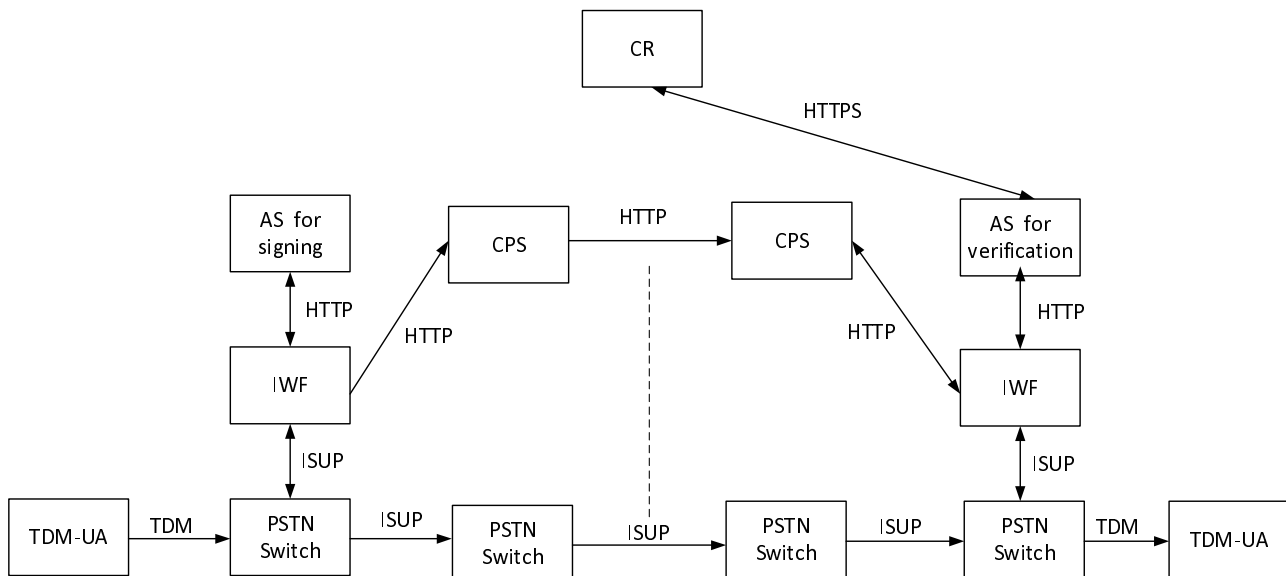 CR
HTTPS
AS for
signing
CPS
HTTP
CPS
AS for
verification
HTTP
HTTP
HTTP
HTTP
IWF
IWF
ISUP
ISUP
TDM-UA
TDM
PSTN
Switch
ISUP
PSTN
Switch
ISUP
PSTN
Switch
ISUP
PSTN
Switch
TDM
TDM-UA